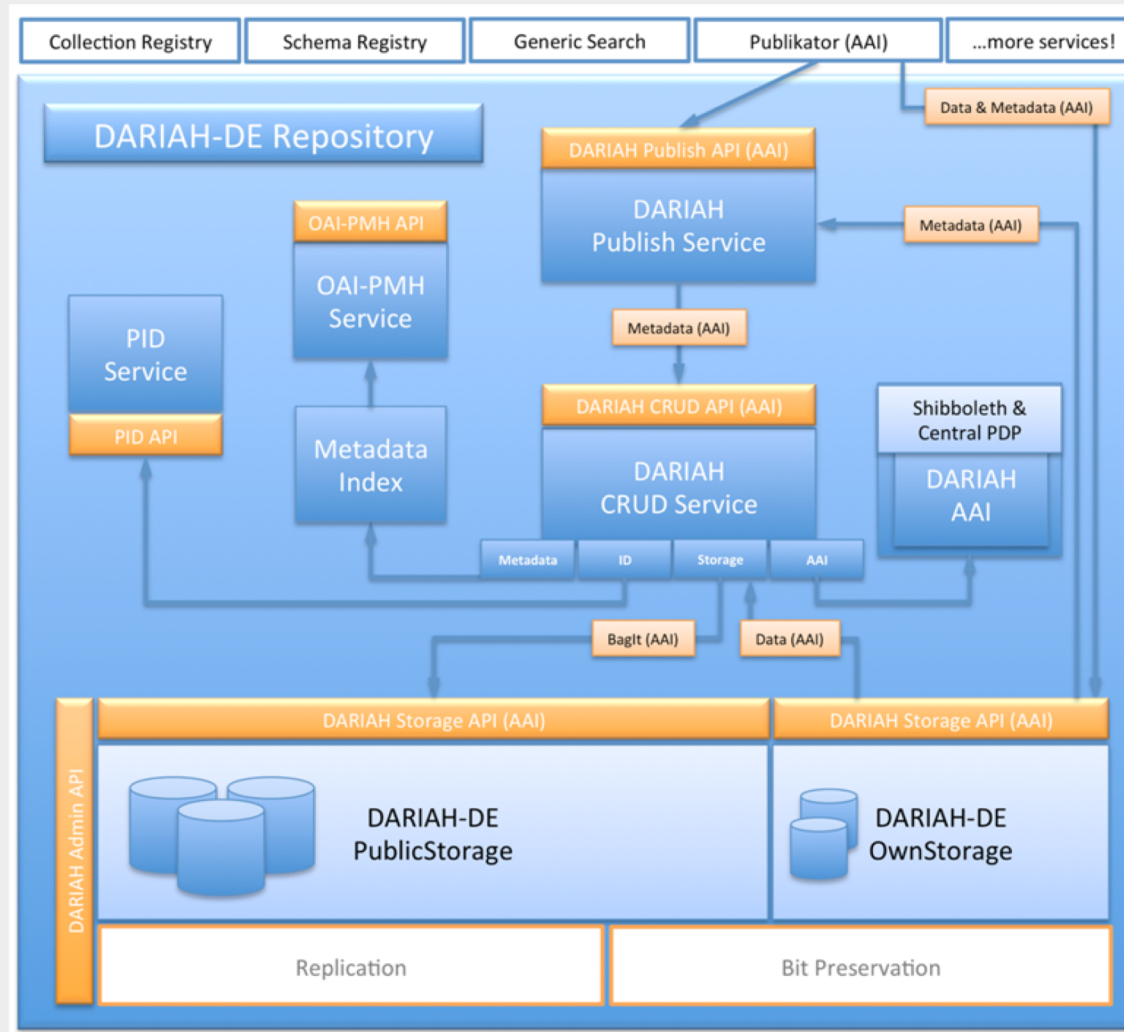 Collection Registry
Schema Registry
Generic Search
Publikator (AAI)
...more services!
Data & Metadata (AAI)
DARIAH-DE Repository
DARIAH Publish API (AAI)
DARIAH
Publish Service
Metadata (AAI)
OAI-PMH API
OAI-PMH
Service
PID
Service
PID API
Metadata (AAI)
DARIAH CRUD API (AAI)
Shibboleth &
Central PDP
Metadata
Index
DARIAH
CRUD Service
DARIAH
AAI
Metadata
ID
Storage
AAI
BagIt (AAI)
Data (AAI)
DARIAH Storage API (AAI)
DARIAH Storage API (AAI)
DARIAH Admin API
DARIAH-DE
PublicStorage
DARIAH-DE
OwnStorage
Replication
Bit Preservation